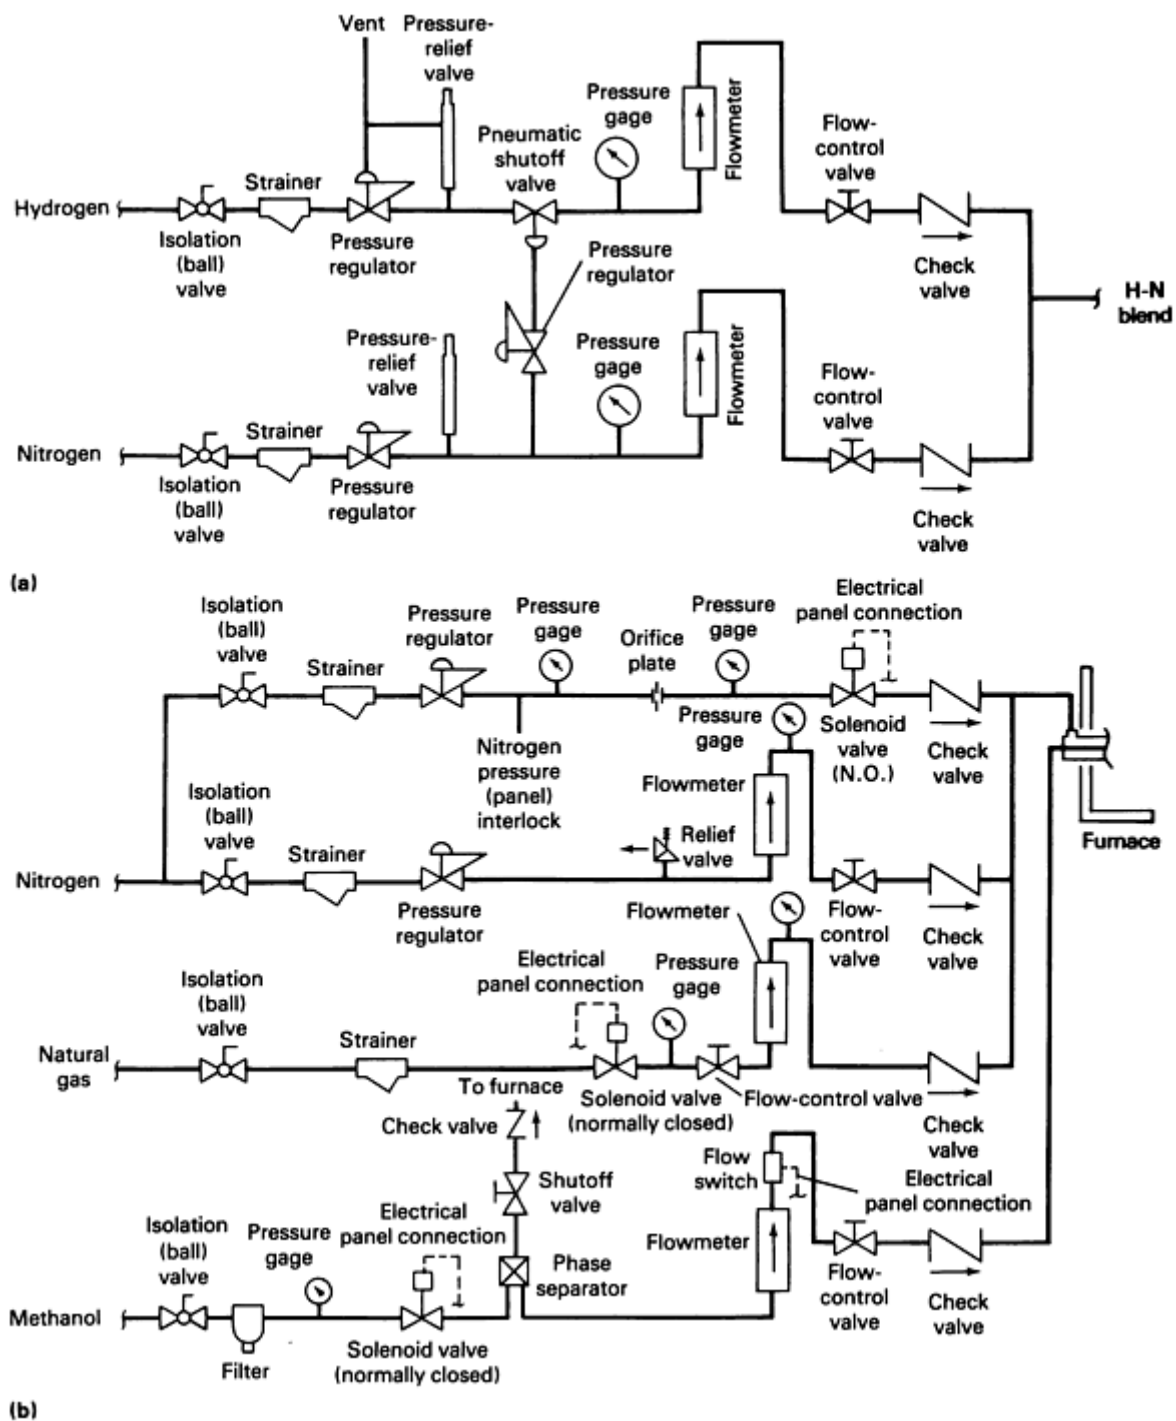 Vent
Pressure-
relief
valve
Pneumatic
shutoff
valve
Pressure
gage
Flowmeter
Flow-
control
valve
Hydrogen
Isolation
(ball)
valve
Strainer
Pressure
regulator
Pressure
regulator
Check
valve
H-N
blend
Pressure-
relief
valve
Pressure
gage
Flowmeter
Flow-
control
valve
Nitrogen
Isolation
(ball)
valve
Strainer
Pressure
regulator
Check
valve
(a)
Isolation
(ball)
valve
Strainer
Pressure
regulator
Pressure
gage
Orifice
plate
Pressure
gage
Electrical
panel connection
Nitrogen
pressure
(panel)
interlock
Pressure
gage
Solenoid
valve
(N.O.)
Check
valve
Furnace
Nitrogen
Isolation
(ball)
valve
Strainer
Pressure
regulator
Relief
valve
Flowmeter
Flow-
control
valve
Check
valve
Natural
gas
Isolation
(ball)
valve
Strainer
Electrical
panel connection
Solenoid valve
(normally closed)
Pressure
gage
Flow-control valve
Flowmeter
Check
valve
To furnace
Check valve
Shutoff
valve
Phase
separator
Methanol
Isolation
(ball)
valve
Filter
Pressure
gage
Electrical
panel connection
Solenoid valve
(normally closed)
Flow
switch
Electrical
panel connection
Flowmeter
Flow-
control
valve
Check
valve
(b)